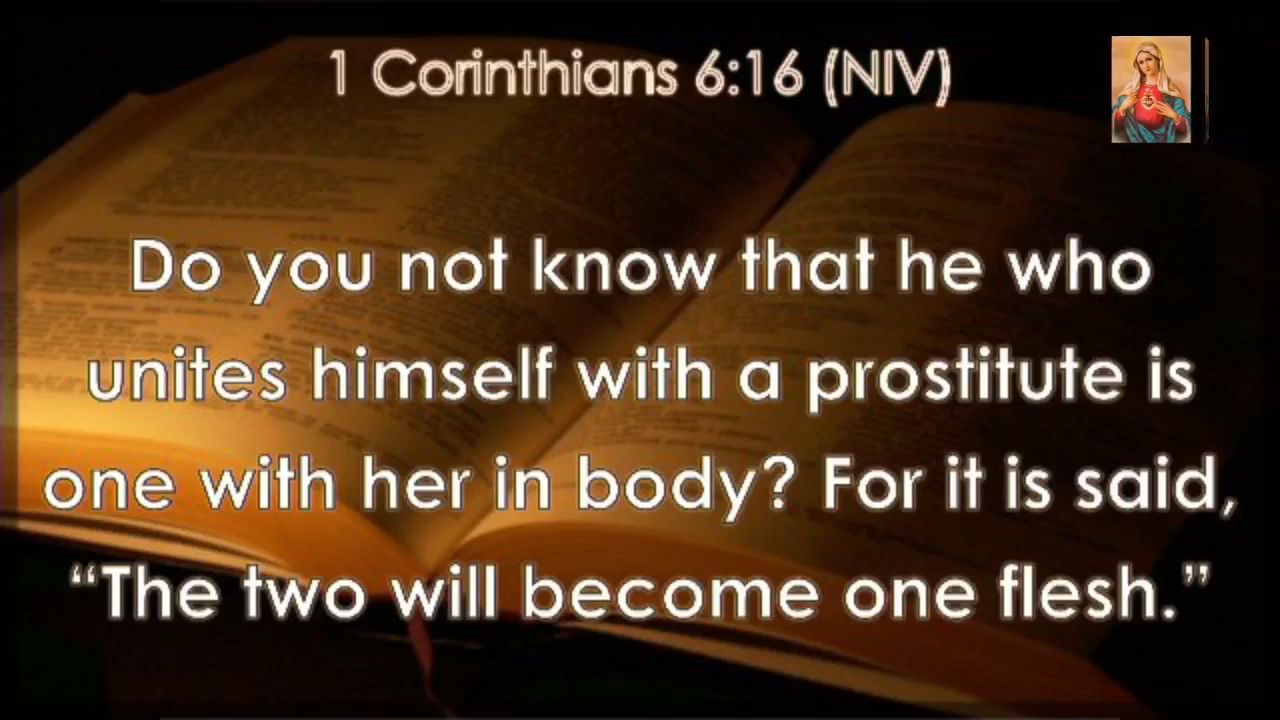 1 Corinthians 6:16 (NIV)
Do you not know that he who
unites himself with a prostitute is
one with her in body? For it is said,
“The two will become one flesh.”